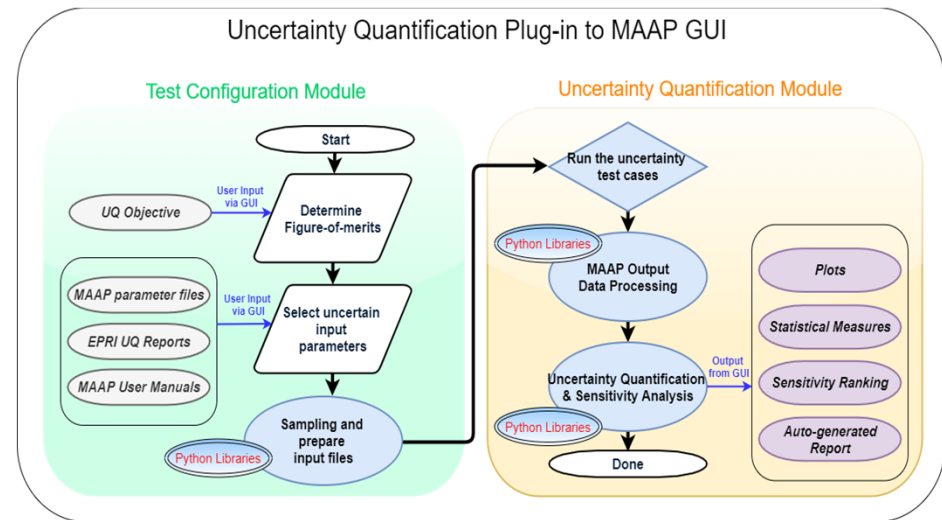 Uncertainty Quantification Plug-in to MAAP GUI
Test Configuration Module
Start
UQ Objective
User Input
via GUI
Determine
Figure-of-merits
MAAP parameter files
EPRI UQ Reports
MAAP User Manuals
User Input
via GUI
Select uncertain
input
parameters
Python Libraries
Sampling and
prepare
input files
Uncertainty Quantification Module
Run the uncertainty
test cases
Python Libraries
MAAP Output
Data Processing
Uncertainty Quantification
& Sensitivity Analysis
Python Libraries
Done
Output
from GUI
Plots
Statistical Measures
Sensitivity Ranking
Auto-generated
Report